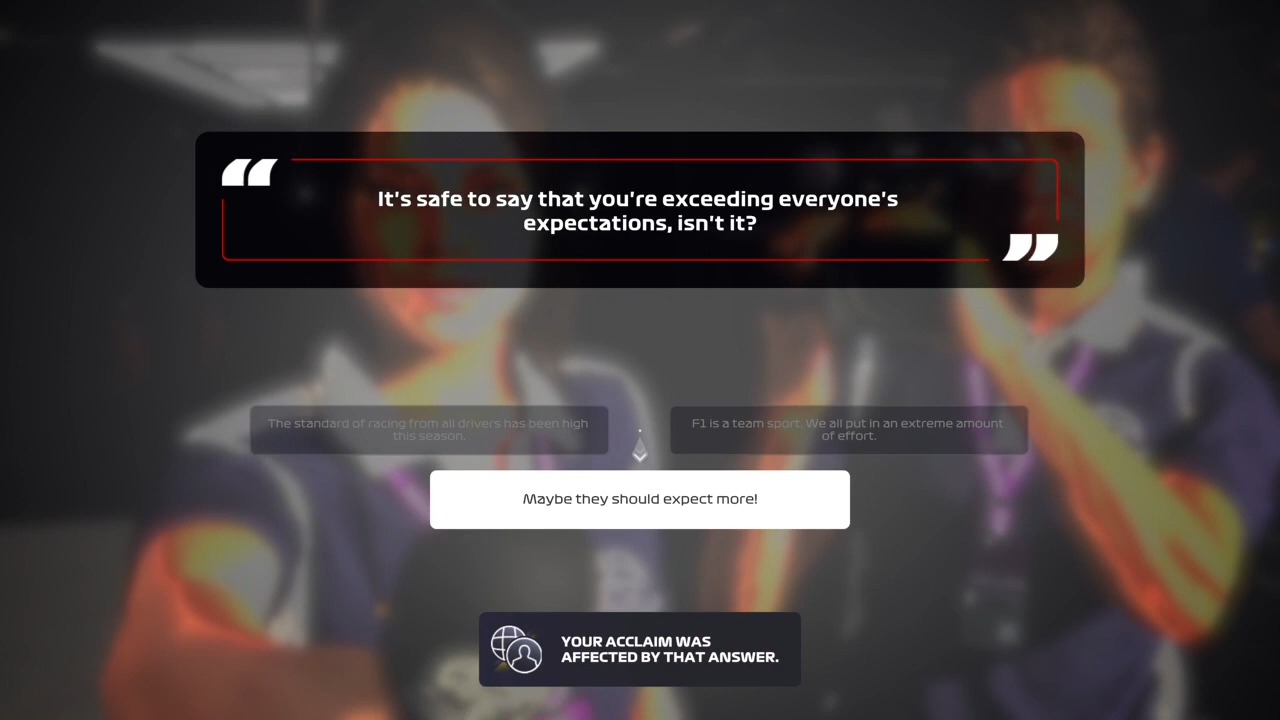 It's safe to say that you're exceeding everyone's
expectations, isn't it?
The standard of racing from all drivers has been high
this season.
F1 is a team sport. We all put in an extreme amount
of effort.
Maybe they should expect more!
YOUR ACCLAIM WAS
AFFECTED BY THAT ANSWER.